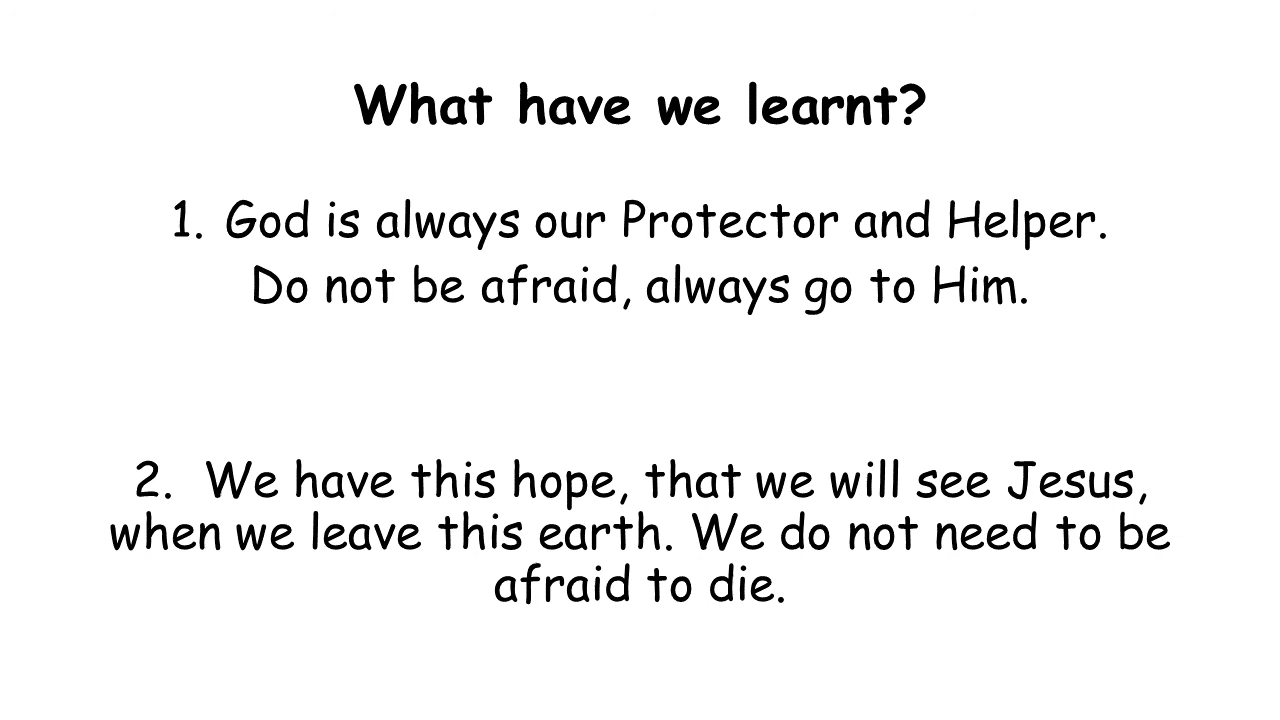 What have we learnt?
1. God is always our Protector and Helper.
Do not be afraid, always go to Him.
2. We have this hope, that we will see Jesus,
when we leave this earth. We do not need to be
afraid to die.